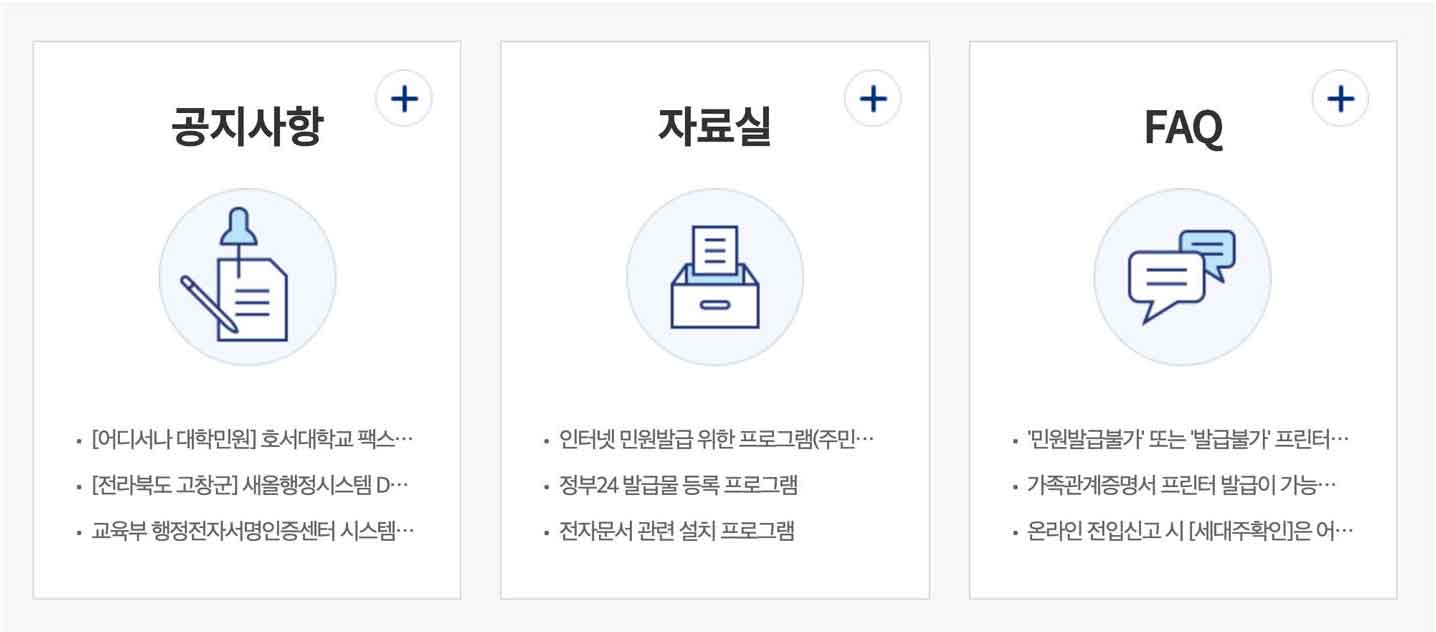 공지사항
· [어디서나 대학민원] 호서대학교 팩스…
· [전라북도 고창군] 새올행정시스템 D…
· 교육부 행정전자서명인증센터 시스템…
자료실
· 인터넷 민원발급 위한 프로그램(주민…
· 정부24 발급물 등록 프로그램
· 전자문서 관련 설치 프로그램
FAQ
· '민원발급불가' 또는 '발급불가' 프린터…
· 가족관계증명서 프린터 발급이 가능…
· 온라인 전입신고 시 [세대주확인]은 어…